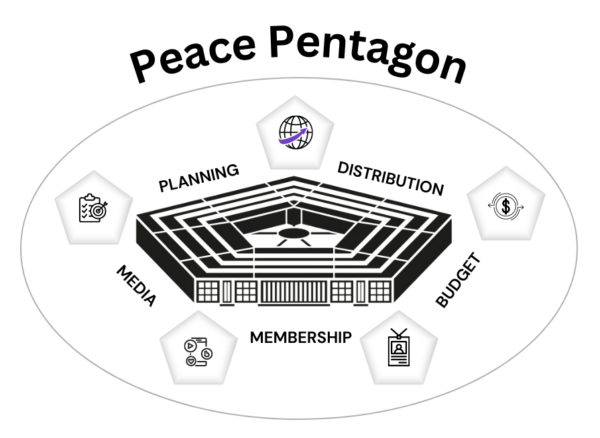 Peace Pentagon
PLANNING
DISTRIBUTION
MEDIA
BUDGET
MEMBERSHIP
$